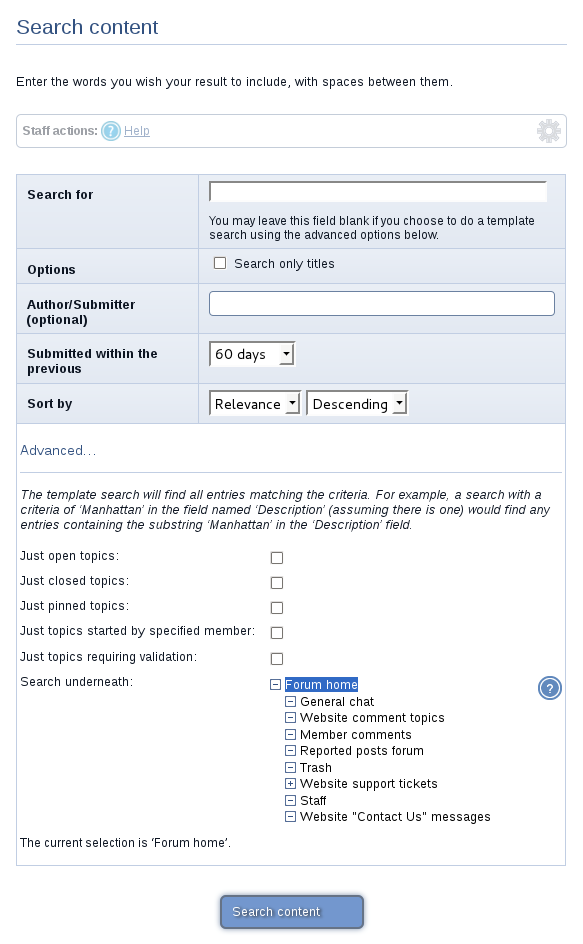 Search content
Enter the words you wish your result to include, with spaces between them.
Staff actions: ? Help
Search for
You may leave this field blank if you choose to do a template
search using the advanced options below.
Options
Search only titles
Author/Submitter
(optional)
Submitted within the
previous
60 days
Sort by
Relevance Descending
Advanced…
The template search will find all entries matching the criteria. For example, a search with a
criteria of ‘Manhattan’ in the field named ‘Description’ (assuming there is one) would find any
entries containing the substring ‘Manhattan’ in the ‘Description’ field.
Just open topics:
Just closed topics:
Just pinned topics:
Just topics started by specified member:
Just topics requiring validation:
Search underneath:
Forum home
?
General chat
Website comment topics
Member comments
Reported posts forum
Trash
Website support tickets
Staff
Website "Contact Us" messages
The current selection is ‘Forum home’.
Search content